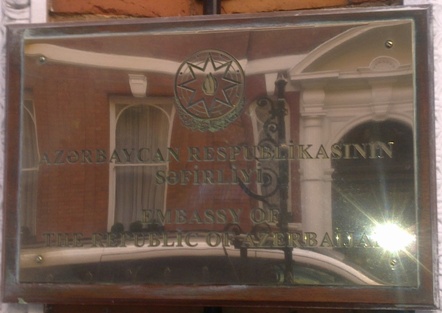 AZƏRBAYCAN RESPUBLİKASININ
SƏFİRLİYİ
EMBASSY OF
THE REPUBLIC OF AZERBAIJAN